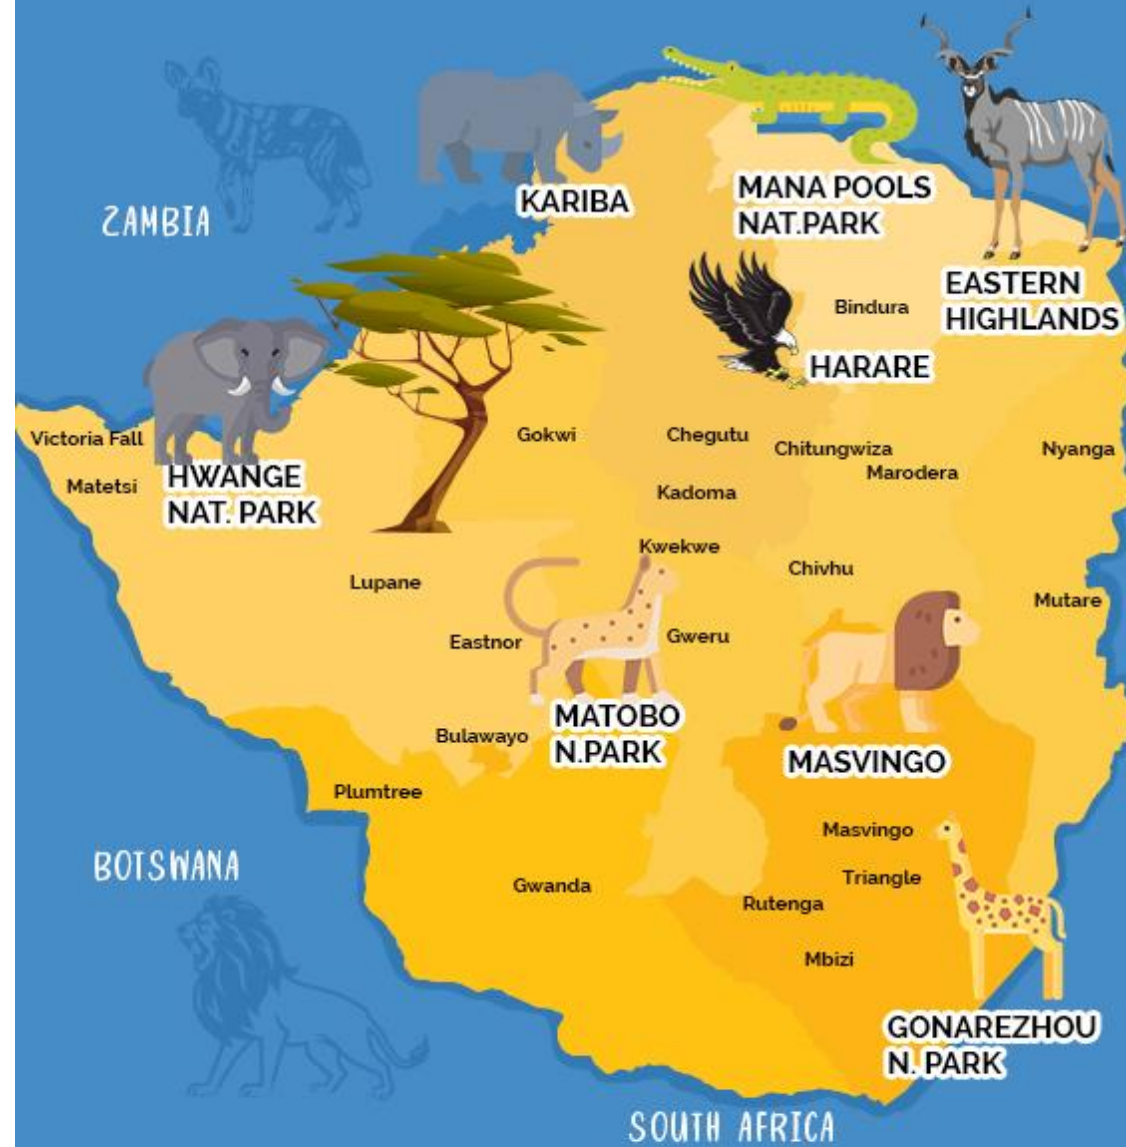 KARIBA
MANA POOLS
NAT.PARK
ZAMBIA
EASTERN
HIGHLANDS
Bindura
HARARE
Victoria Fall
Gokwi
Chegutu
Chitungwiza
Nyanga
Matetsi
HWANGE
NAT. PARK
Marodera
Kadoma
Kwekwe
Chivhu
Lupane
Mutare
Eastnor
Gweru
MATOBO
N.PARK
Bulawayo
MASVINGO
Plumtree
Masvingo
BOTSWANA
Triangle
Gwanda
Rutenga
Mbizi
GONAREZHOU
N. PARK
SOUTH AFRICA